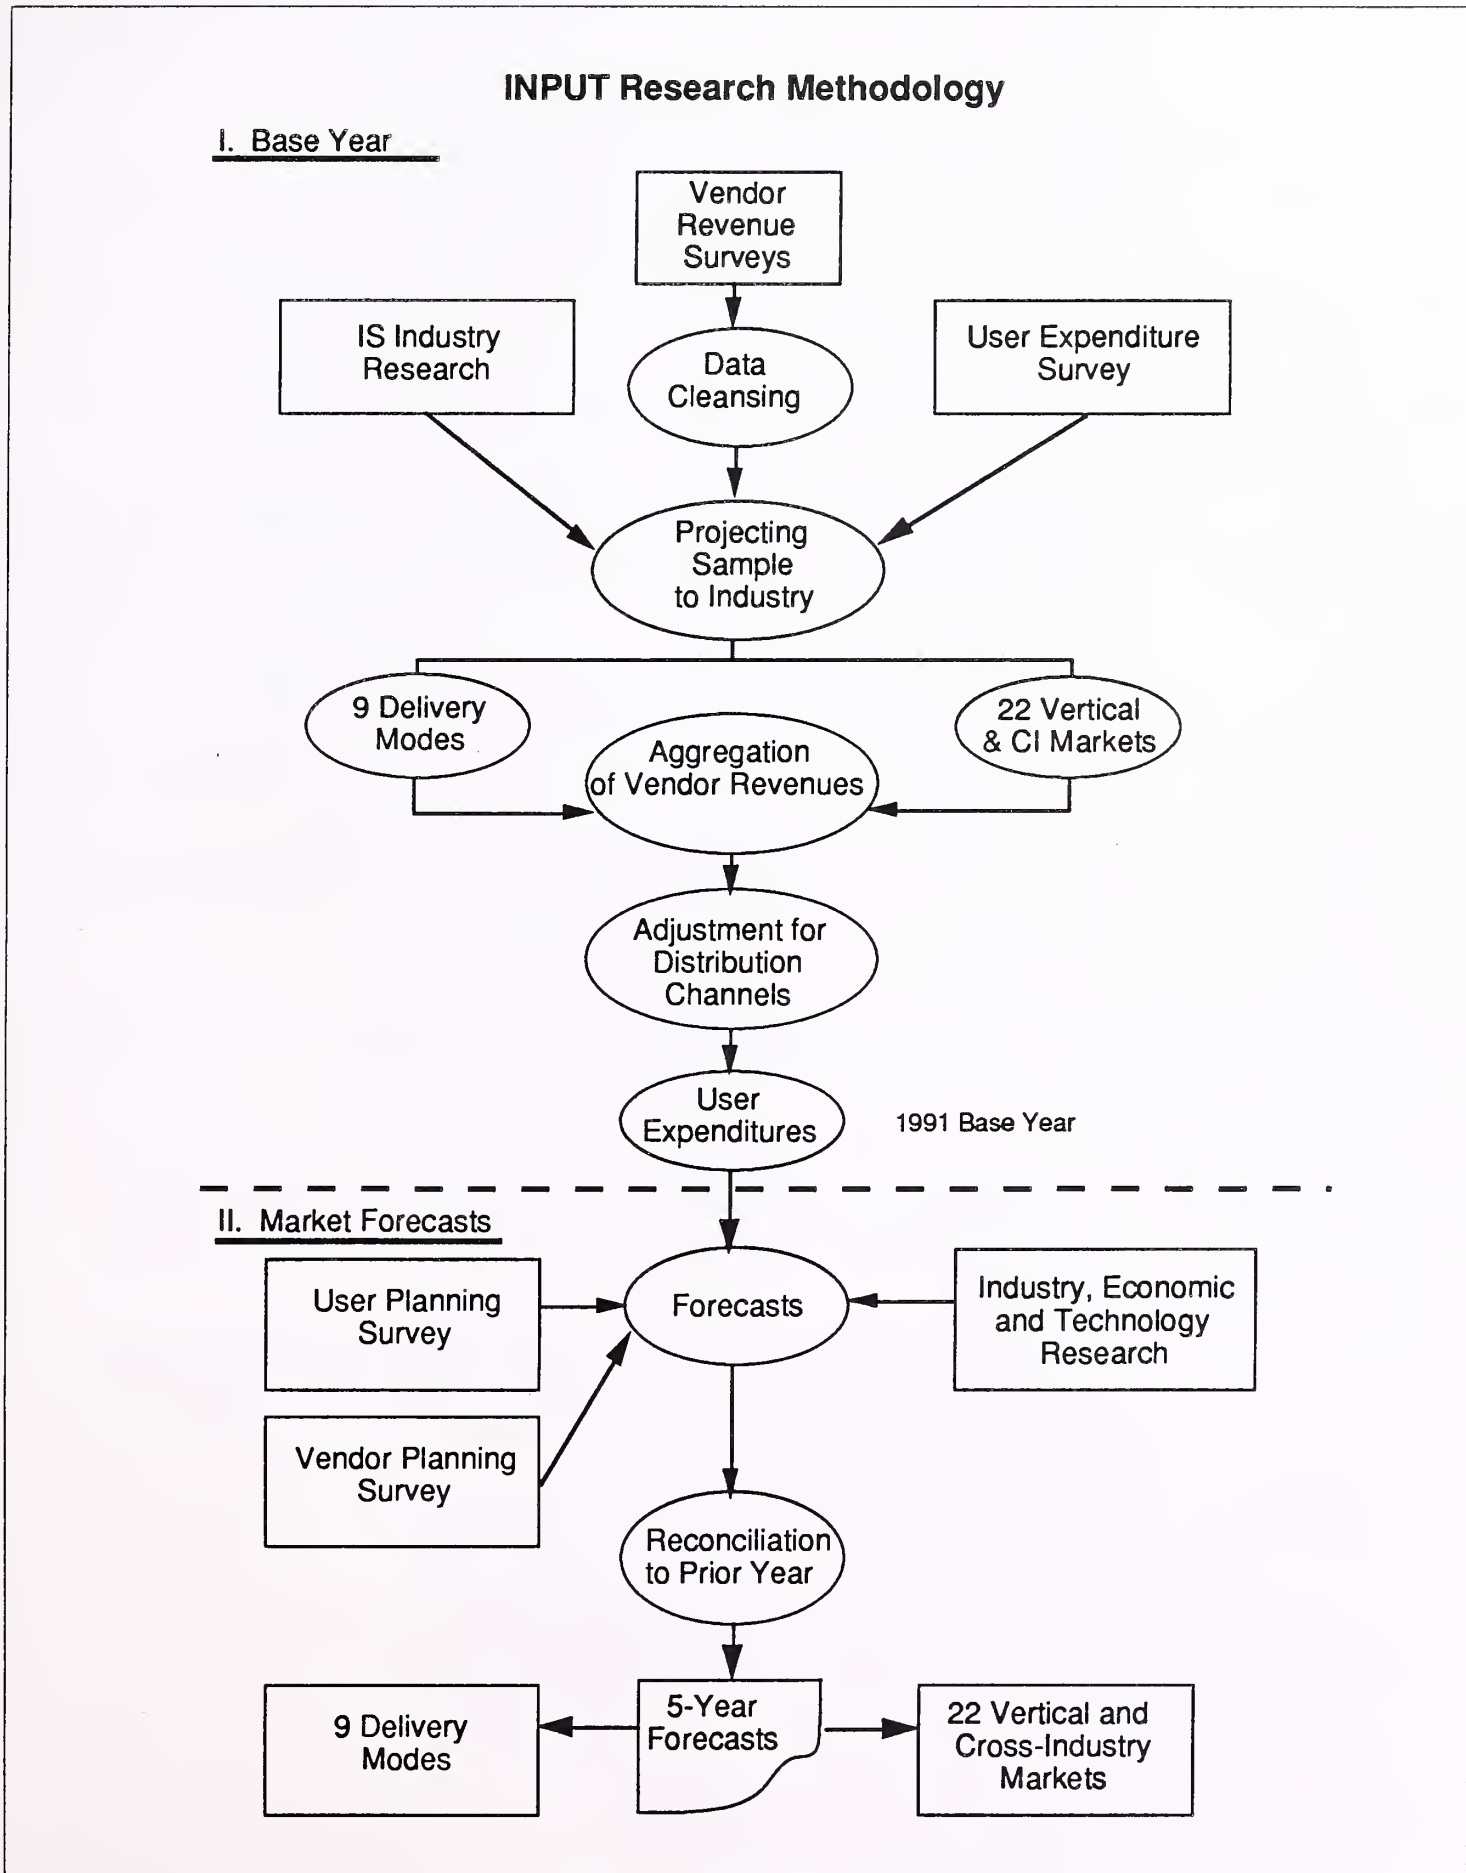 INPUT Research Methodology
I. Base Year
Vendor
Revenue
Surveys
IS Industry
Research
Data
Cleansing
User Expenditure
Survey
Projecting
Sample
to Industry
9 Delivery
Modes
Aggregation
of Vendor Revenues
22 Vertical
& CI Markets
Adjustment for
Distribution
Channels
User
Expenditures
1991 Base Year
II. Market Forecasts
User Planning
Survey
Forecasts
Industry, Economic
and Technology
Research
Vendor Planning
Survey
Reconciliation
to Prior Year
9 Delivery
Modes
5-Year
Forecasts
22 Vertical and
Cross-Industry
Markets